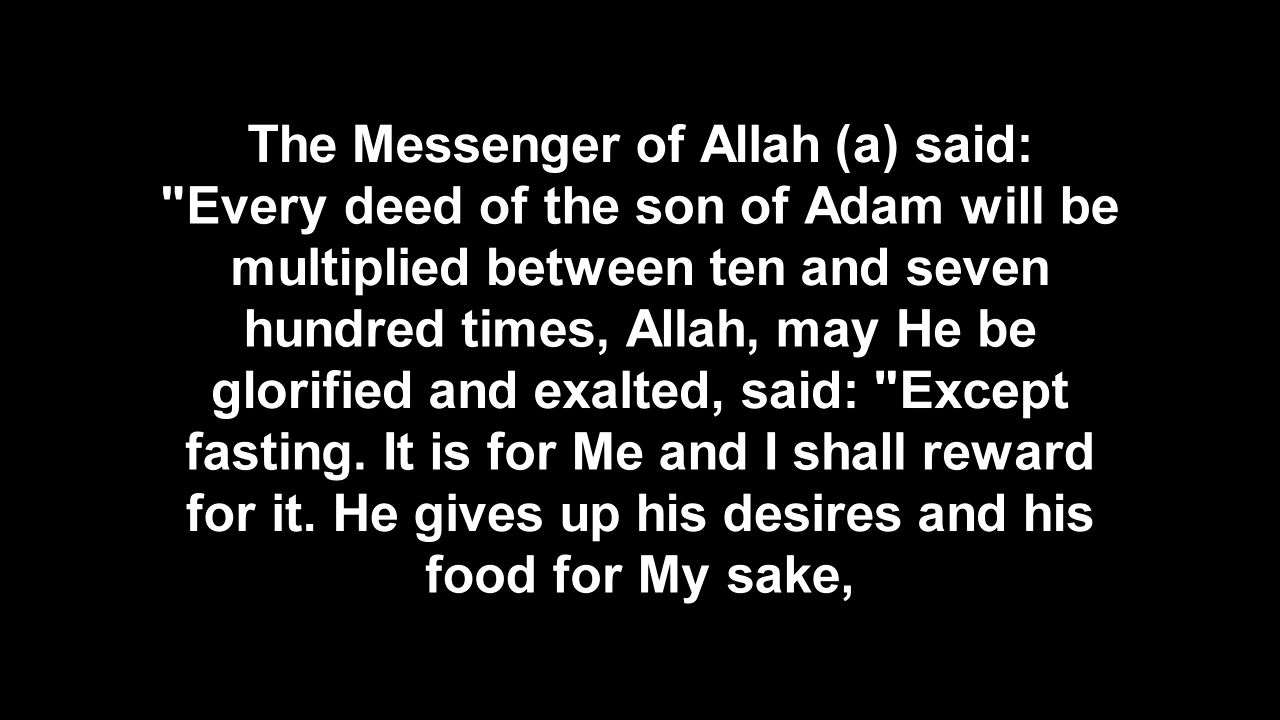 The Messenger of Allah (a) said:
"Every deed of the son of Adam will be
multiplied between ten and seven
hundred times, Allah, may He be
glorified and exalted, said: "Except
fasting. It is for Me and I shall reward
for it. He gives up his desires and his
food for My sake,